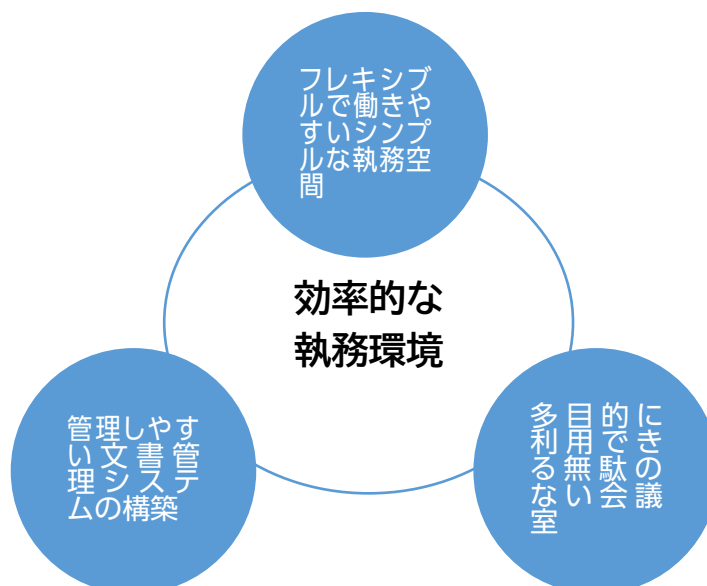 フレキシブ
ルで働きや
すいシンプ
ルな執務空
間
効率的な
執務環境
管理しやす
い文書管
理システ
ムの構築
多目的に
利用でき
る無駄の
ない会議
室